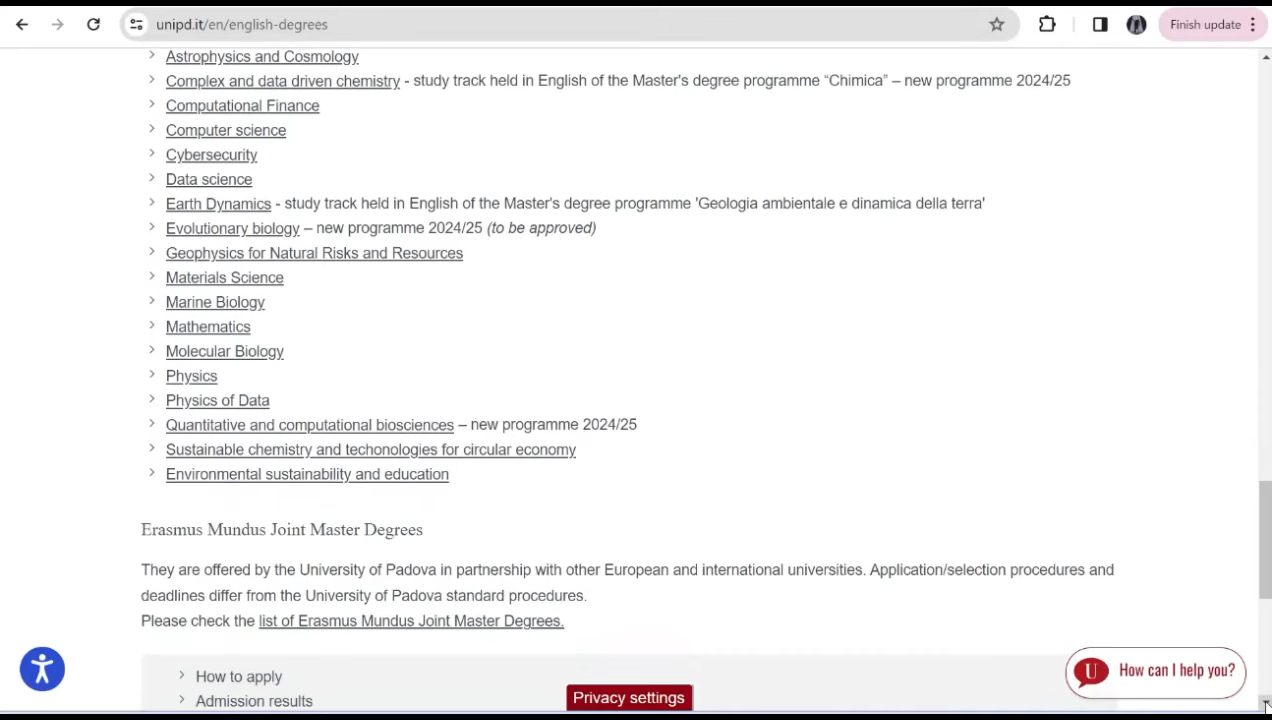 unipd.it/en/english-degrees
Finish update
Astrophysics and Cosmology
Complex and data driven chemistry - study track held in English of the Master's degree programme “Chimica” – new programme 2024/25
Computational Finance
Computer science
Cybersecurity
Data science
Earth Dynamics - study track held in English of the Master's degree programme 'Geologia ambientale e dinamica della terra'
Evolutionary biology – new programme 2024/25 (to be approved)
Geophysics for Natural Risks and Resources
Materials Science
Marine Biology
Mathematics
Molecular Biology
Physics
Physics of Data
Quantitative and computational biosciences – new programme 2024/25
Sustainable chemistry and techonologies for circular economy
Environmental sustainability and education
Erasmus Mundus Joint Master Degrees
They are offered by the University of Padova in partnership with other European and international universities. Application/selection procedures and
deadlines differ from the University of Padova standard procedures.
Please check the list of Erasmus Mundus Joint Master Degrees.
How to apply
Admission results
Privacy settings
U How can I help you?